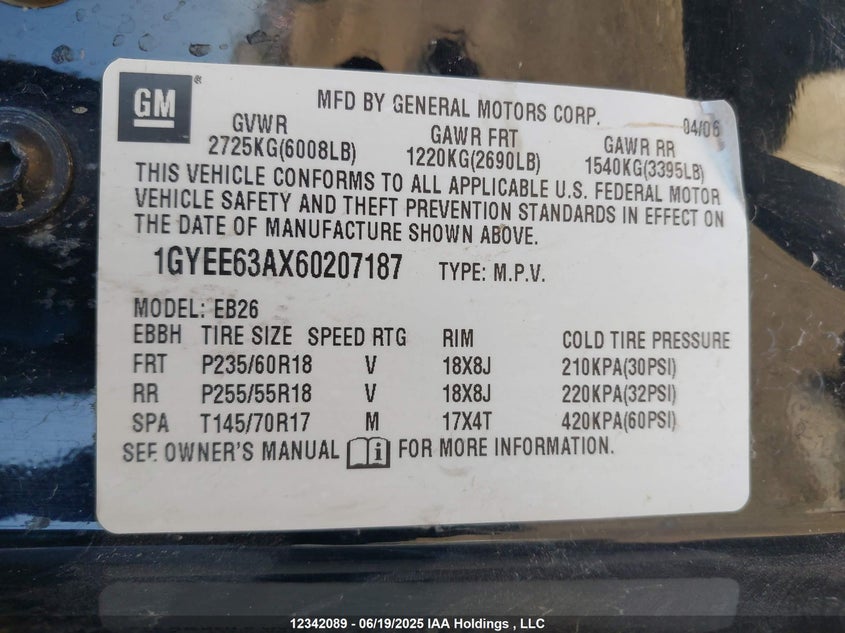 GM ®
MFD BY GENERAL MOTORS CORP. 04/06
GVWR GAWR FRT GAWR RR
2725KG(6008LB) 1220KG(2690LB) 1540KG(3395LB)
THIS VEHICLE CONFORMS TO ALL APPLICABLE U.S. FEDERAL MOTOR
VEHICLE SAFETY AND THEFT PREVENTION STANDARDS IN EFFECT ON
THE DATE OF MANUFACTURE SHOWN ABOVE.
1GYEE63AX60207187 TYPE: M.P.V.
MODEL: EB26
EBBH TIRE SIZE SPEED RTG RIM COLD TIRE PRESSURE
FRT P235/60R18 V 18X8J 210KPA(30PSI)
RR P255/55R18 V 18X8J 220KPA(32PSI)
SPA T145/70R17 M 17X4T 420KPA(60PSI)
SEE OWNER'S MANUAL i FOR MORE INFORMATION.
12342089 - 06/19/2025 IAA Holdings , LLC